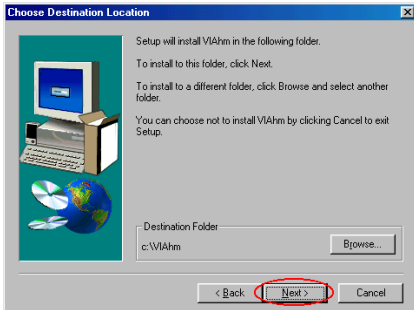 Choose Destination Location
Setup will install VIAhm in the following folder.
To install to this folder, click Next.
To install to a different folder, click Browse and select another
folder.
You can choose not to install VIAhm by clicking Cancel to exit
Setup.
Destination Folder
c:\VIAhm
Browse...
< Back
Next >
Cancel